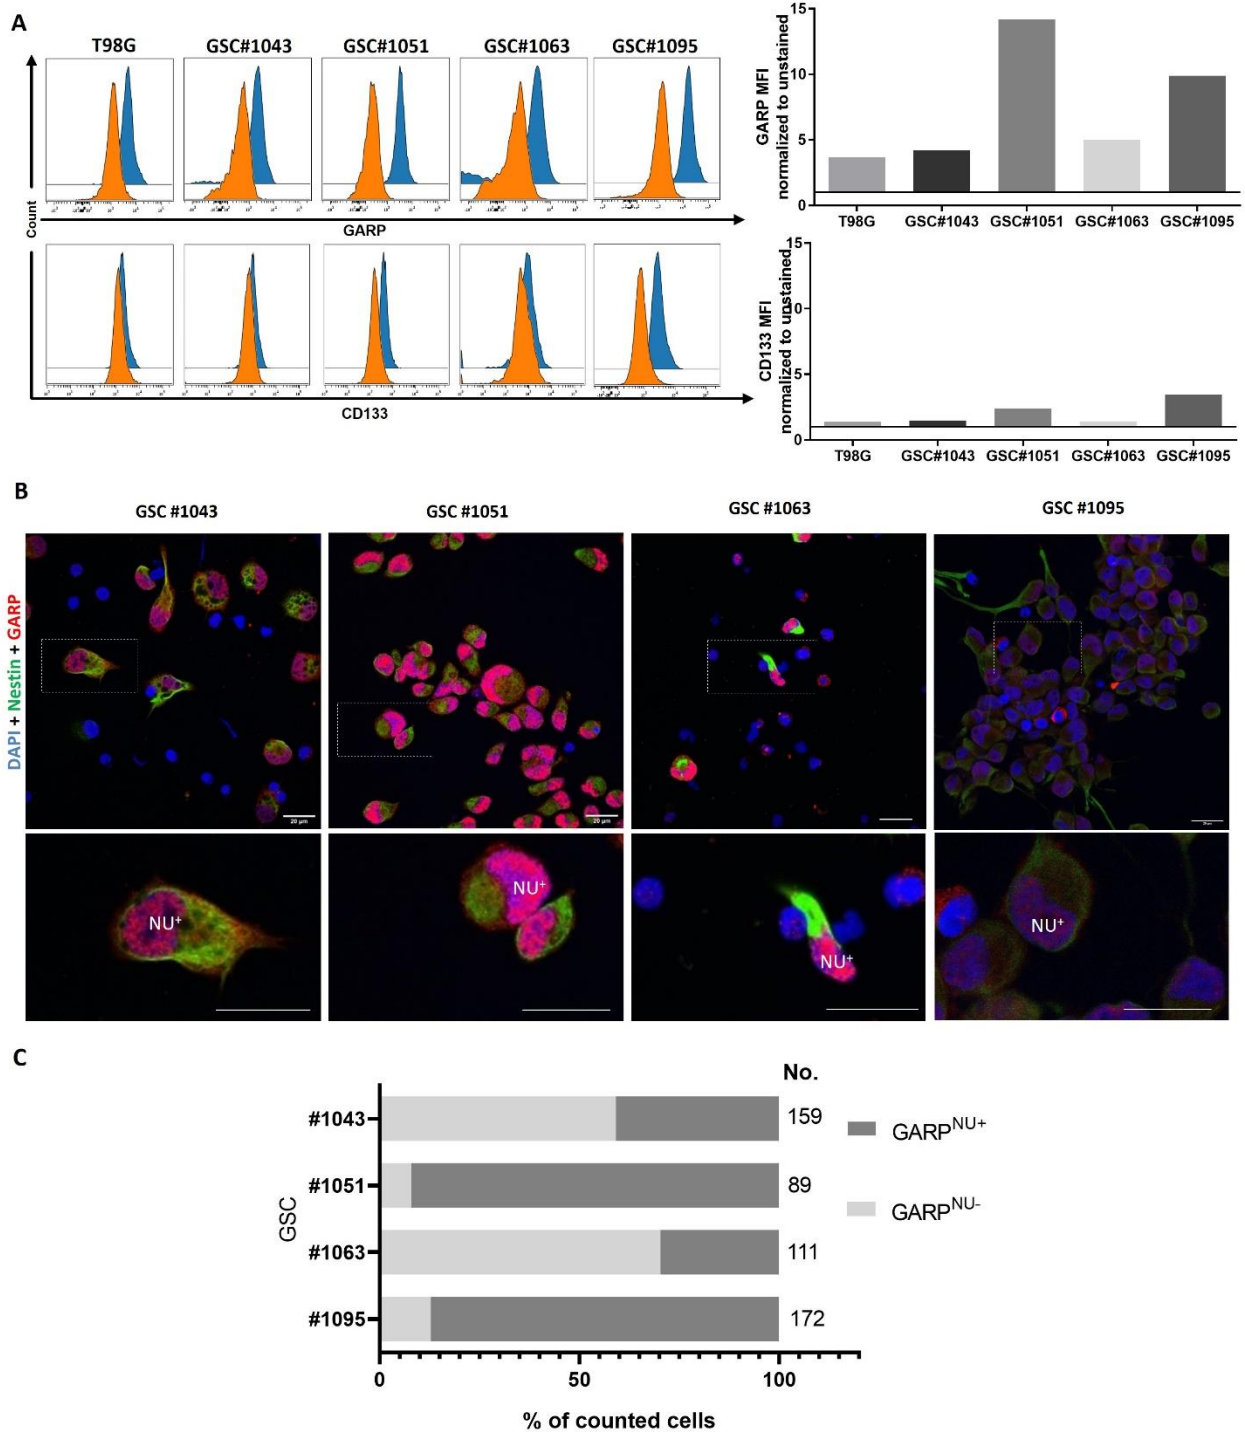 A
T98G
GSC#1043
GSC#1051
GSC#1063
GSC#1095
Count
GARP
CD133
GARP MFI
normalized to unstained
15
10
5
0
T98G
GSC#1043
GSC#1051
GSC#1063
GSC#1095
CD133 MFI
normalized to unstained
15
10
5
0
T98G
GSC#1043
GSC#1051
GSC#1063
GSC#1095
B
GSC #1043
GSC #1051
GSC #1063
GSC #1095
DAPI + Nestin + GARP
20 µm
20 µm
NU+
NU+
NU+
NU+
C
No.
#1043
159
#1051
89
#1063
111
#1095
172
GSC
GARP NU+
GARP NU-
0
50
100
% of counted cells